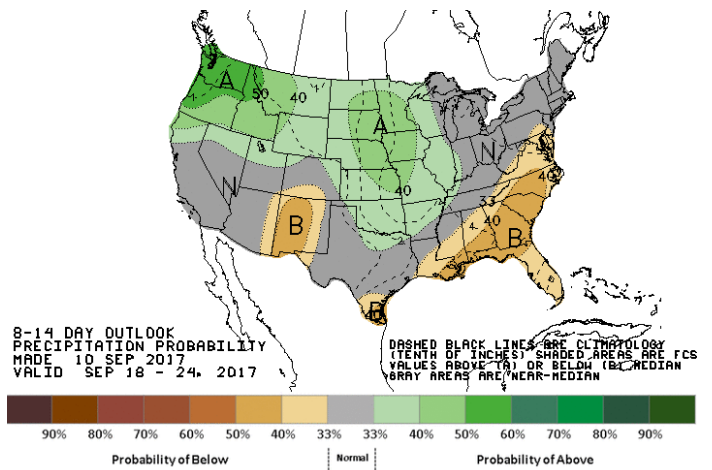 A
50
40
A
N
N
40
33
40
4.
40
B
B
B
40
8-14 DAY OUTLOOK
PRECIPITATION PROBABILITY
MADE 10 SEP 2017
VALID SEP 18 - 24, 2017
DASHED BLACK LINES ARE CLIMATOLOGY
(TENTH OF INCHES) SHADED AREAS ARE FCS
VALUES ABOVE (A) OR BELOW (B) MEDIAN
GRAY AREAS ARE NEAR-MEDIAN
90% 80% 70% 60% 50% 40% 33% 33% 40% 50% 60% 70% 80% 90%
Probability of Below Normal Probability of Above